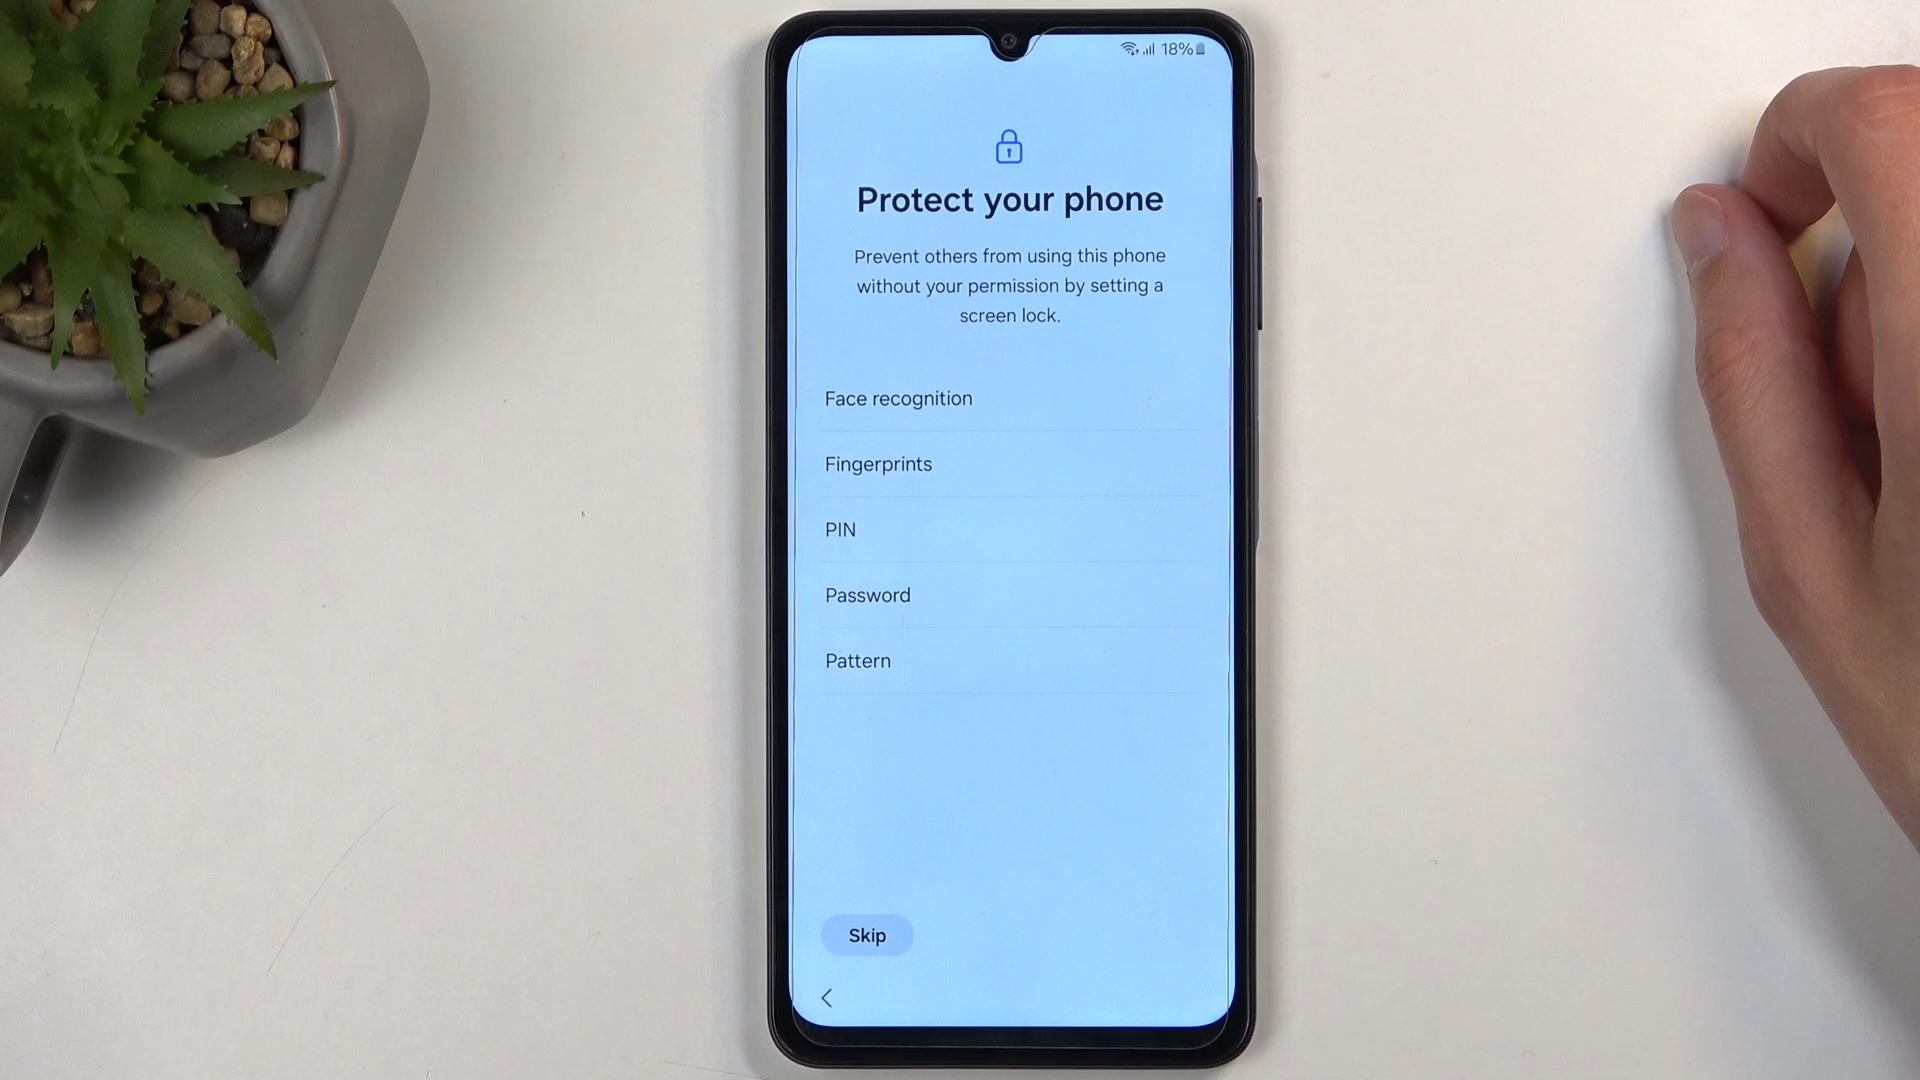 18%
Protect your phone
Prevent others from using this phone
without your permission by setting a
screen lock.
Face recognition
Fingerprints
PIN
Password
Pattern
Skip